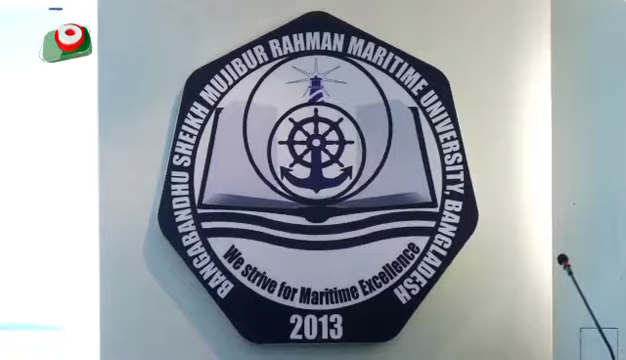 BANGABANDHU SHEIKH MUJIBUR RAHMAN MARITIME UNIVERSITY, BANGLADESH
We strive for Maritime Excellence
2013